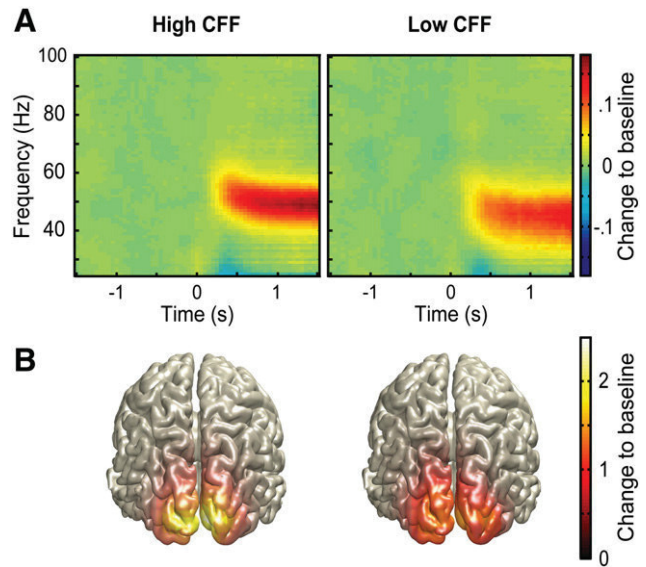 A
High CFF
Low CFF
Frequency (Hz)
100
80
60
40
-1
0
1
Time (s)
-1
0
1
Time (s)
.1
0
-.1
Change to baseline
B
2
1
0
Change to baseline